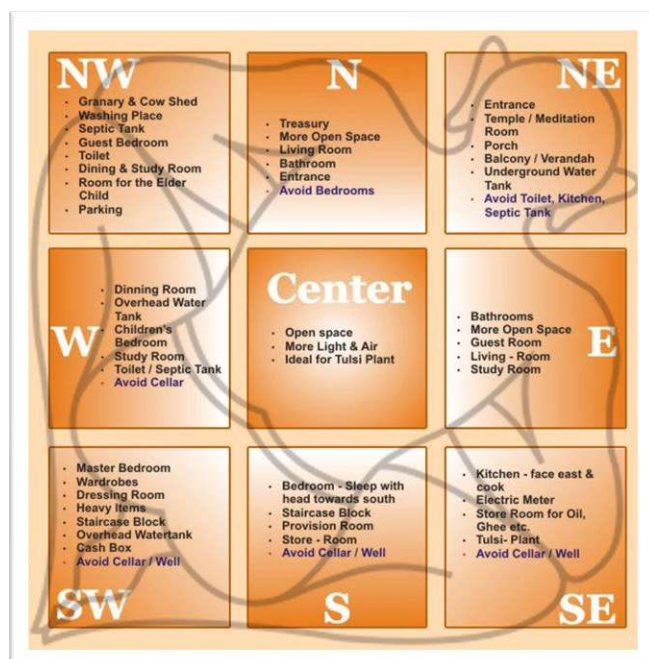 NW
· Granary & Cow Shed
· Washing Place
· Septic Tank
· Guest Bedroom
· Toilet
· Dining & Study Room
· Room for the Elder
Child
· Parking
N
· Treasury
· More Open Space
· Living Room
· Bathroom
· Entrance
· Avoid Bedrooms
NE
· Entrance
· Temple / Meditation
Room
· Porch
· Balcony / Verandah
· Underground Water
Tank
· Avoid Toilet, Kitchen,
Septic Tank
W
· Dinning Room
· Overhead Water
Tank
· Children's
Bedroom
· Study Room
· Toilet / Septic Tank
· Avoid Cellar
Center
· Open space
· More Light & Air
· Ideal for Tulsi Plant
E
· Bathrooms
· More Open Space
· Guest Room
· Living - Room
· Study Room
· Master Bedroom
· Wardrobes
· Dressing Room
· Heavy Items
· Staircase Block
· Overhead Watertank
· Cash Box
· Avoid Cellar / Well
SW
· Bedroom - Sleep with
head towards south
· Staircase Block
· Provision Room
· Store - Room
· Avoid Cellar / Well
S
· Kitchen - face east &
cook
· Electric Meter
· Store Room for Oil,
Ghee etc.
· Tulsi- Plant
· Avoid Cellar / Well
SE